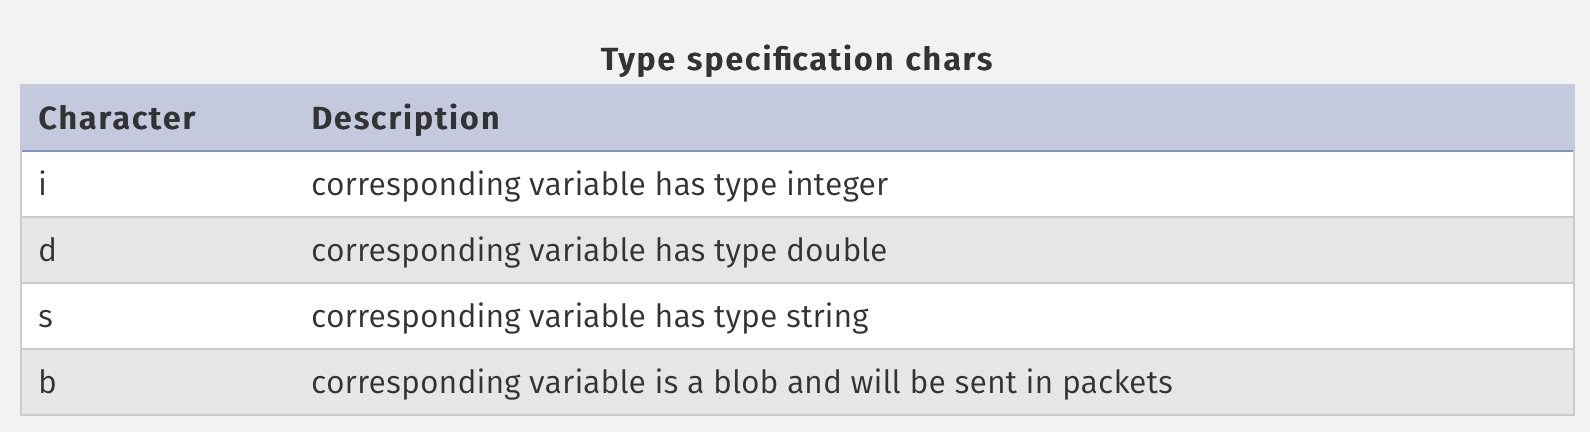 Type specification chars
Character Description
i corresponding variable has type integer
d corresponding variable has type double
s corresponding variable has type string
b corresponding variable is a blob and will be sent in packets